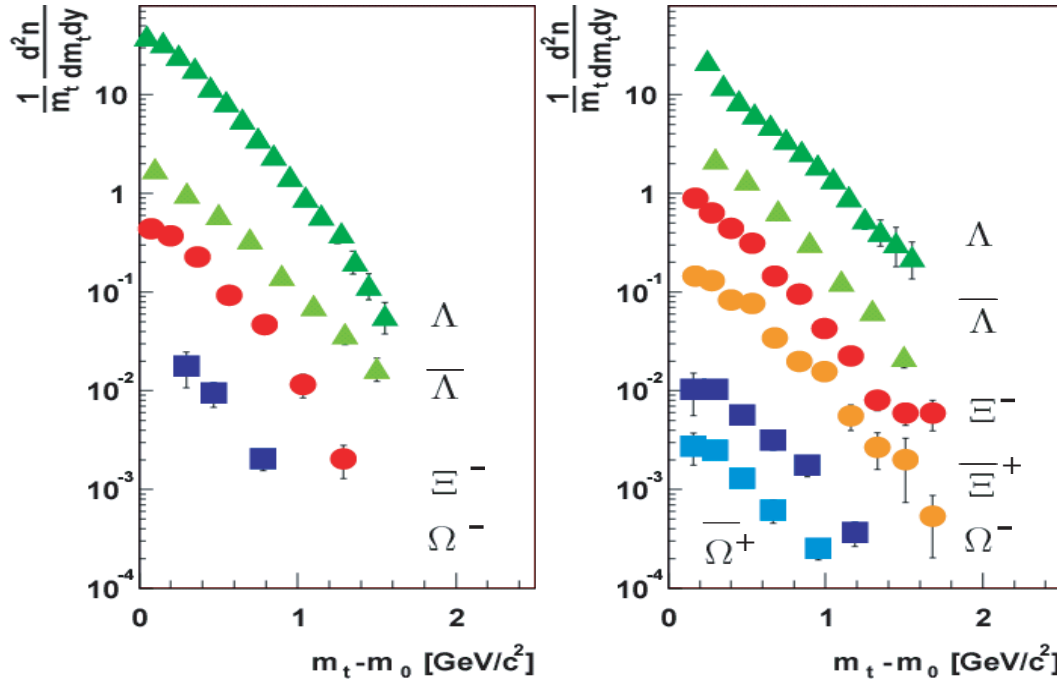 1/m_t d²n/dm_t dy
10
1
10⁻¹
10⁻²
10⁻³
10⁻⁴
0 1 2
m_t - m_0 [GeV/c²]
Λ
Λ̅
Ξ⁻
Ω⁻
1/m_t d²n/dm_t dy
10
1
10⁻¹
10⁻²
10⁻³
10⁻⁴
0 1 2
m_t - m_0 [GeV/c²]
Λ
Λ̅
Ξ⁻
Ξ̅⁺
Ω⁻
Ω̅⁺